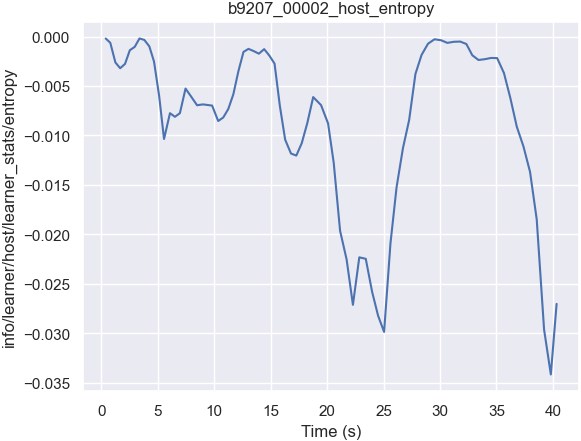 b9207_00002_host_entropy
info/learner/host/learner_stats/entropy
0.000
−0.005
−0.010
−0.015
−0.020
−0.025
−0.030
−0.035
0 5 10 15 20 25 30 35 40
Time (s)